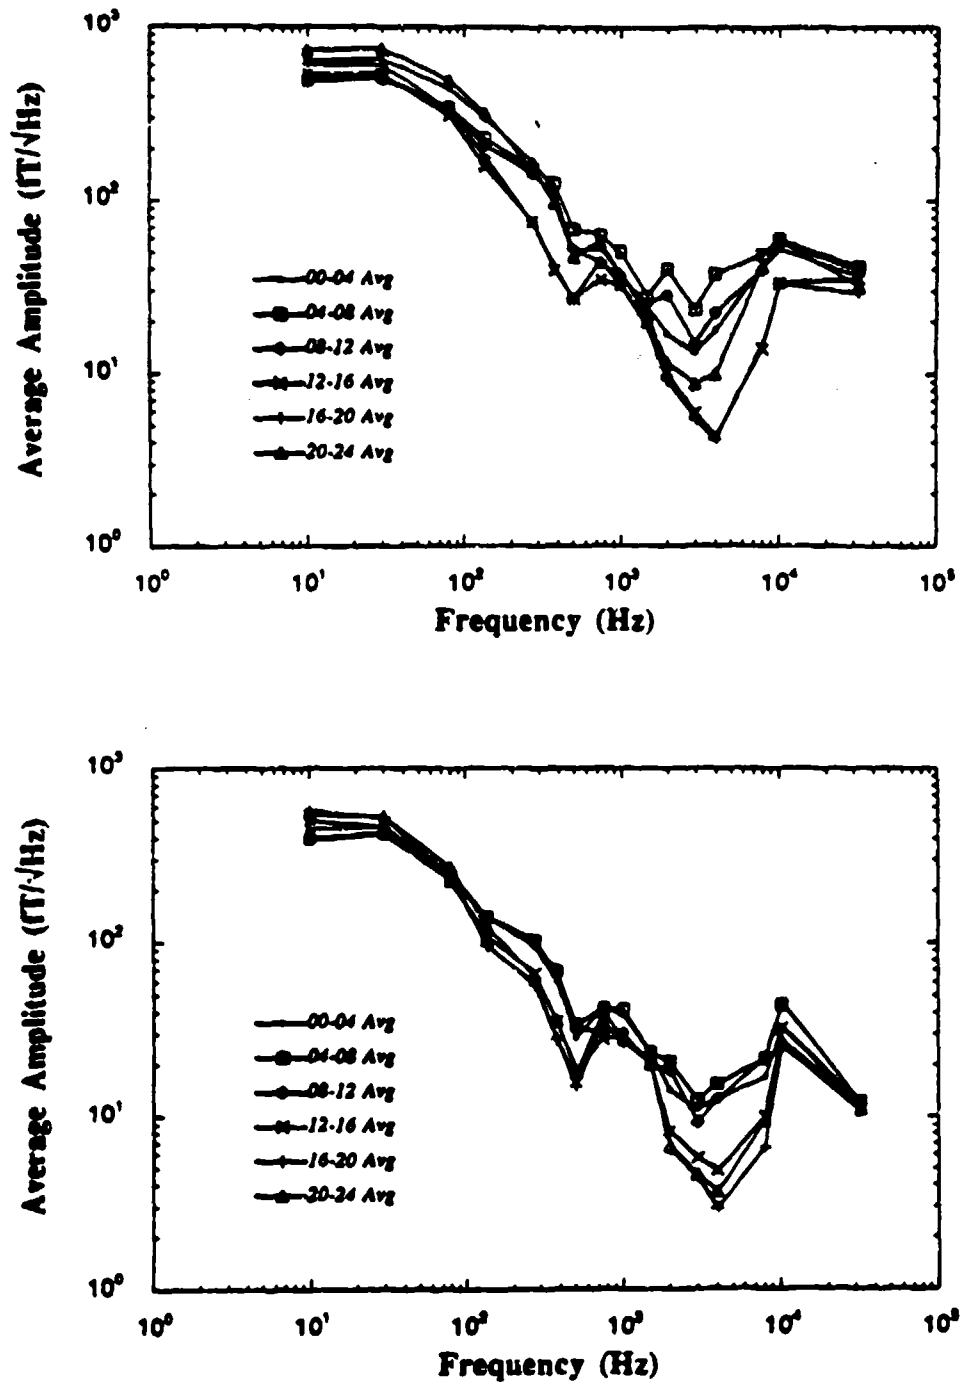 Average Amplitude (fT/√Hz)
10³
10²
10¹
10⁰
00-04 Avg
04-08 Avg
08-12 Avg
12-16 Avg
16-20 Avg
20-24 Avg
10⁰ 10¹ 10² 10³ 10⁴ 10⁵
Frequency (Hz)
Average Amplitude (fT/√Hz)
10³
10²
10¹
10⁰
00-04 Avg
04-08 Avg
08-12 Avg
12-16 Avg
16-20 Avg
20-24 Avg
10⁰ 10¹ 10² 10³ 10⁴ 10⁵
Frequency (Hz)